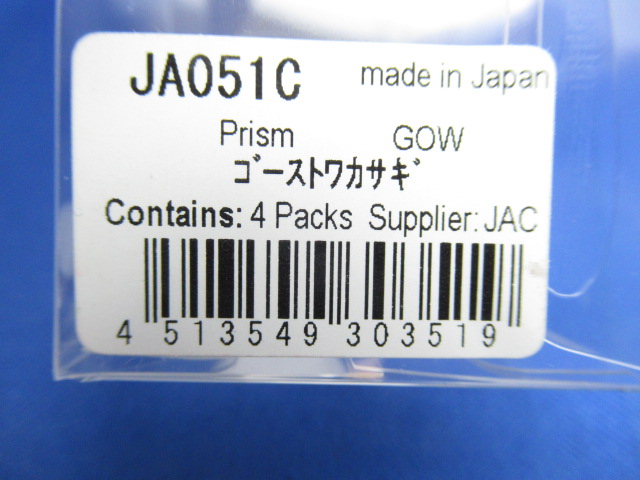 JA051C made in Japan
Prism GOW
ｺﾞｰｽﾄﾜｶｻｷﾞ
Contains: 4 Packs Supplier: JAC
4 513549 303519